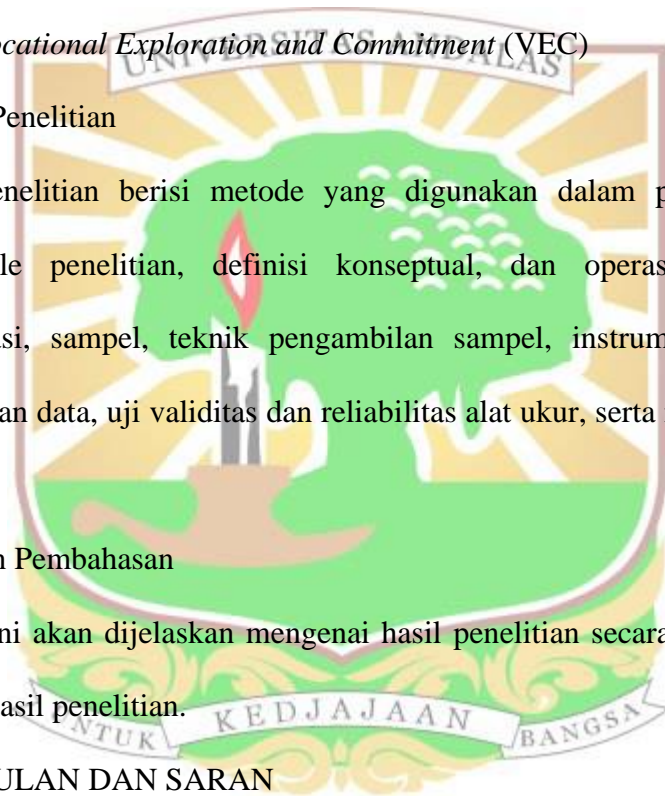 ocational Exploration and Commitment (VEC)
UNIVERSITAS ANDALAS
Penelitian
enelitian berisi metode yang digunakan dalam p
le penelitian, definisi konseptual, dan operas
si, sampel, teknik pengambilan sampel, instrum
an data, uji validitas dan reliabilitas alat ukur, serta
n Pembahasan
ni akan dijelaskan mengenai hasil penelitian secara
asil penelitian.
NTUK KEDJAJAAN BANGSA
ULAN DAN SARAN